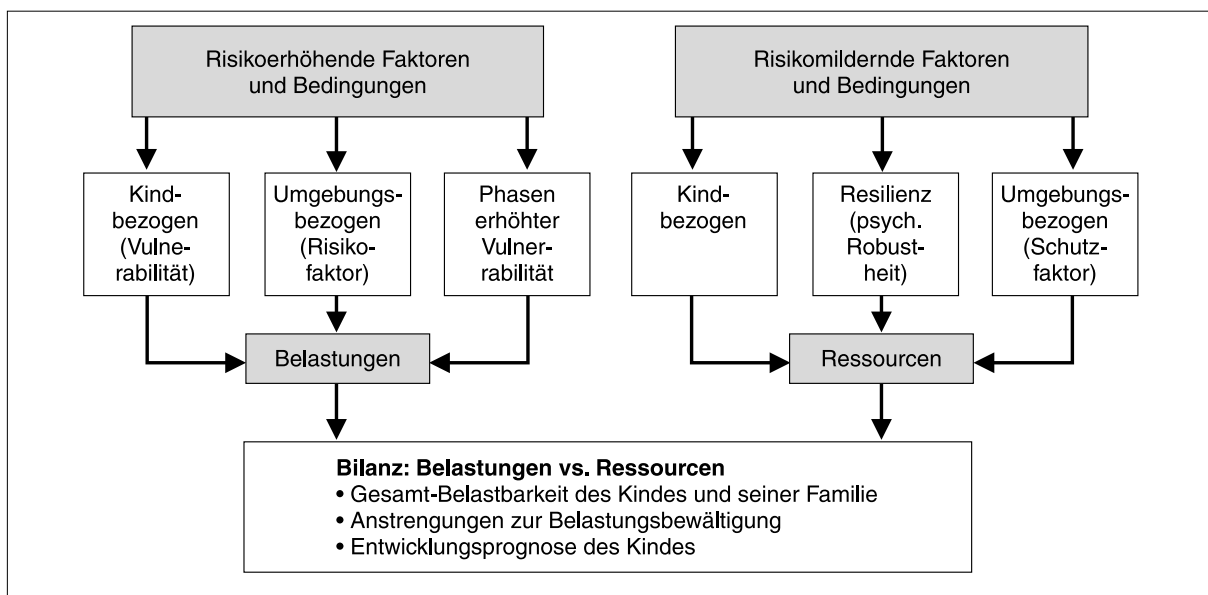 Risikoerhöhende Faktoren
und Bedingungen
Risikomildernde Faktoren
und Bedingungen
Kind-
bezogen
(Vulne-
rabilität)
Umgebungs-
bezogen
(Risiko-
faktor)
Phasen
erhöhter
Vulner-
rabilität
Kind-
bezogen
Resilienz
(psych.
Robust-
heit)
Umgebungs-
bezogen
(Schutz-
faktor)
Belastungen
Ressourcen
Bilanz: Belastungen vs. Ressourcen
• Gesamt-Belastbarkeit des Kindes und seiner Familie
• Anstrengungen zur Belastungsbewältigung
• Entwicklungsprognose des Kindes